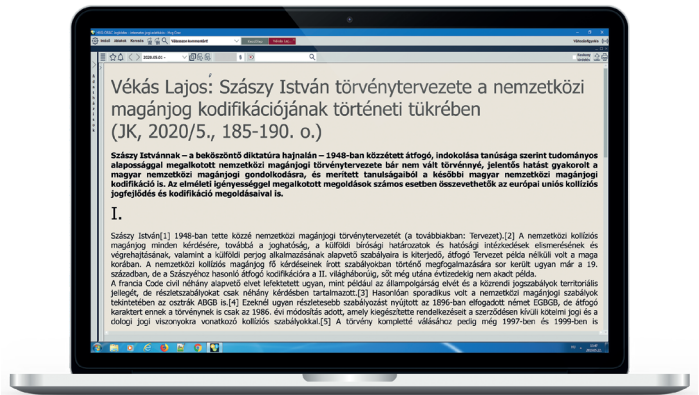 Vékás Lajos: Szászy István törvénytervezete a nemzetközi
magánjog kodifikációjának történeti tükrében
(JK, 2020/5., 185-190. o.)
Szászy Istvánnak – a beköszöntő diktatúra hajnalán – 1948-ban közzétett átfogó, indokolása tanúsága szerint tudományos
alapossággal megalkotott nemzetközi magánjogi törvénytervezete bár nem vált törvénnyé, jelentős hatást gyakorolt a
magyar nemzetközi magánjogi gondolkodásra, és merített tanulságaiból a későbbi magyar nemzetközi magánjogi
kodifikáció is. Az elméleti igényességgel megalkotott megoldások számos esetben összevethetők az európai uniós kollíziós
jogfejlődés és kodifikáció megoldásaival is.
I.
Szászy István[1] 1948-ban tette közzé nemzetközi magánjogi törvénytervezetét (a továbbiakban: Tervezet).[2] A nemzetközi kollíziós
magánjog minden kérdésére, továbbá a joghatóság, a külföldi bírósági határozatok és hatósági intézkedések elismerésének és
végrehajtásának, valamint a külföldi perjog alkalmazásának alapvető szabályaira is kiterjedő, átfogó Tervezet példa nélküli volt a maga
korában. A nemzetközi kollíziós magánjog fő kérdéseinek írott szabályokban történő megfogalmazására sor került ugyan már a 19.
században, de a Szászyéhoz hasonló átfogó kodifikációra a II. világháborúig, sőt még utána évtizedekig nem akadt példa.
A francia Code civil néhány alapvető elvet lefektetett ugyan, mint például az állampolgárság elvét és a közrendi jogszabályok territoriális
jellegét, de részletszabályokat csak néhány kérdésben tartalmazott.[3] Hasonlóan sporadikus volt a nemzetközi magánjogi szabályok
tekintetében az osztrák ABGB is.[4] Ezeknél ugyan részletesebb szabályozást nyújtott az 1896-ban elfogadott német EGBGB, de átfogó
karaktert ennek a törvénynek is csak az 1986. évi módosítás adott, amely kiegészítette rendelkezéseit a szerződésen kívüli kötelmi jogi és a
dologi jogi viszonyokra vonatkozó kollíziós szabályokkal.[5] A törvény kompletté válásához pedig még 1997-ben és 1999-ben is